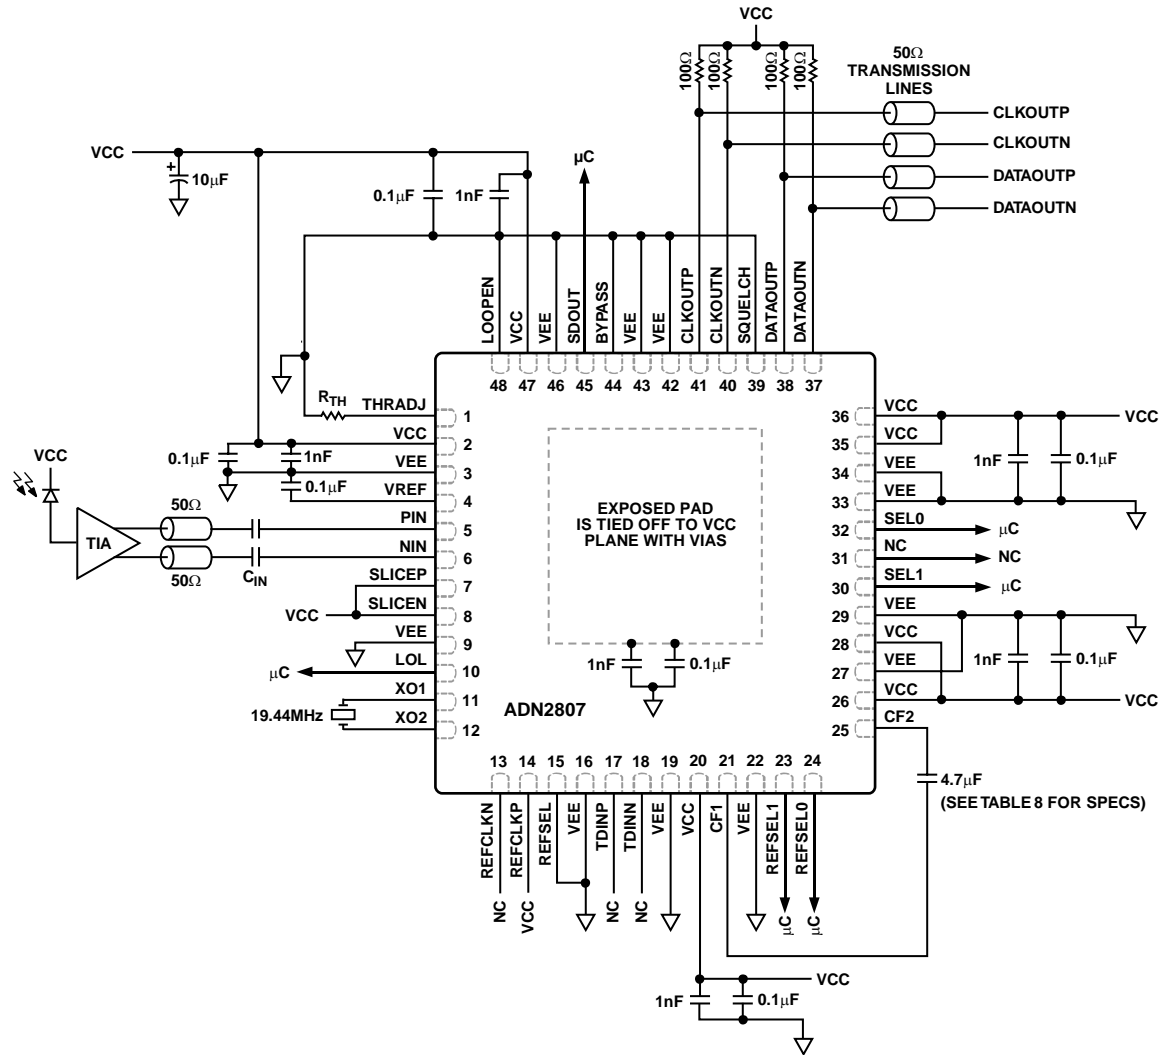 VCC
100Ω
100Ω
100Ω
100Ω
50Ω
TRANSMISSION
LINES
CLKOUTP
CLKOUTN
DATAOUTP
DATAOUTN
VCC
+
10µF
0.1µF
1nF
µC
LOOPEN
VCC
VEE
SDOUT
BYPASS
VEE
VEE
CLKOUTP
CLKOUTN
SQUELCH
DATAOUTP
DATAOUTN
48 47 46 45 44 43 42 41 40 39 38 37
RTH
THRADJ
1
VCC
2
0.1µF
1nF
VEE
3
0.1µF
VREF
4
VCC
TIA
50Ω
50Ω
CIN
PIN
5
NIN
6
SLICEP
7
VCC
SLICEN
8
VEE
9
µC
LOL
10
XO1
11
19.44MHz
XO2
12
EXPOSED PAD
IS TIED OFF TO VCC
PLANE WITH VIAS
1nF
0.1µF
ADN2807
36
VCC
VCC
35
VCC
1nF
0.1µF
34
VEE
33
VEE
32
SEL0
µC
31
NC
NC
30
SEL1
µC
29
VEE
28
VCC
1nF
0.1µF
27
VEE
26
VCC
VCC
25
CF2
4.7µF
(SEE TABLE 8 FOR SPECS)
13 14 15 16 17 18 19 20 21 22 23 24
REFCLKN
REFCLKP
REFSEL
VEE
TDINP
TDINN
VEE
VCC
CF1
VEE
REFSEL1
REFSEL0
NC
VCC
NC
NC
µC
µC
VCC
1nF
0.1µF